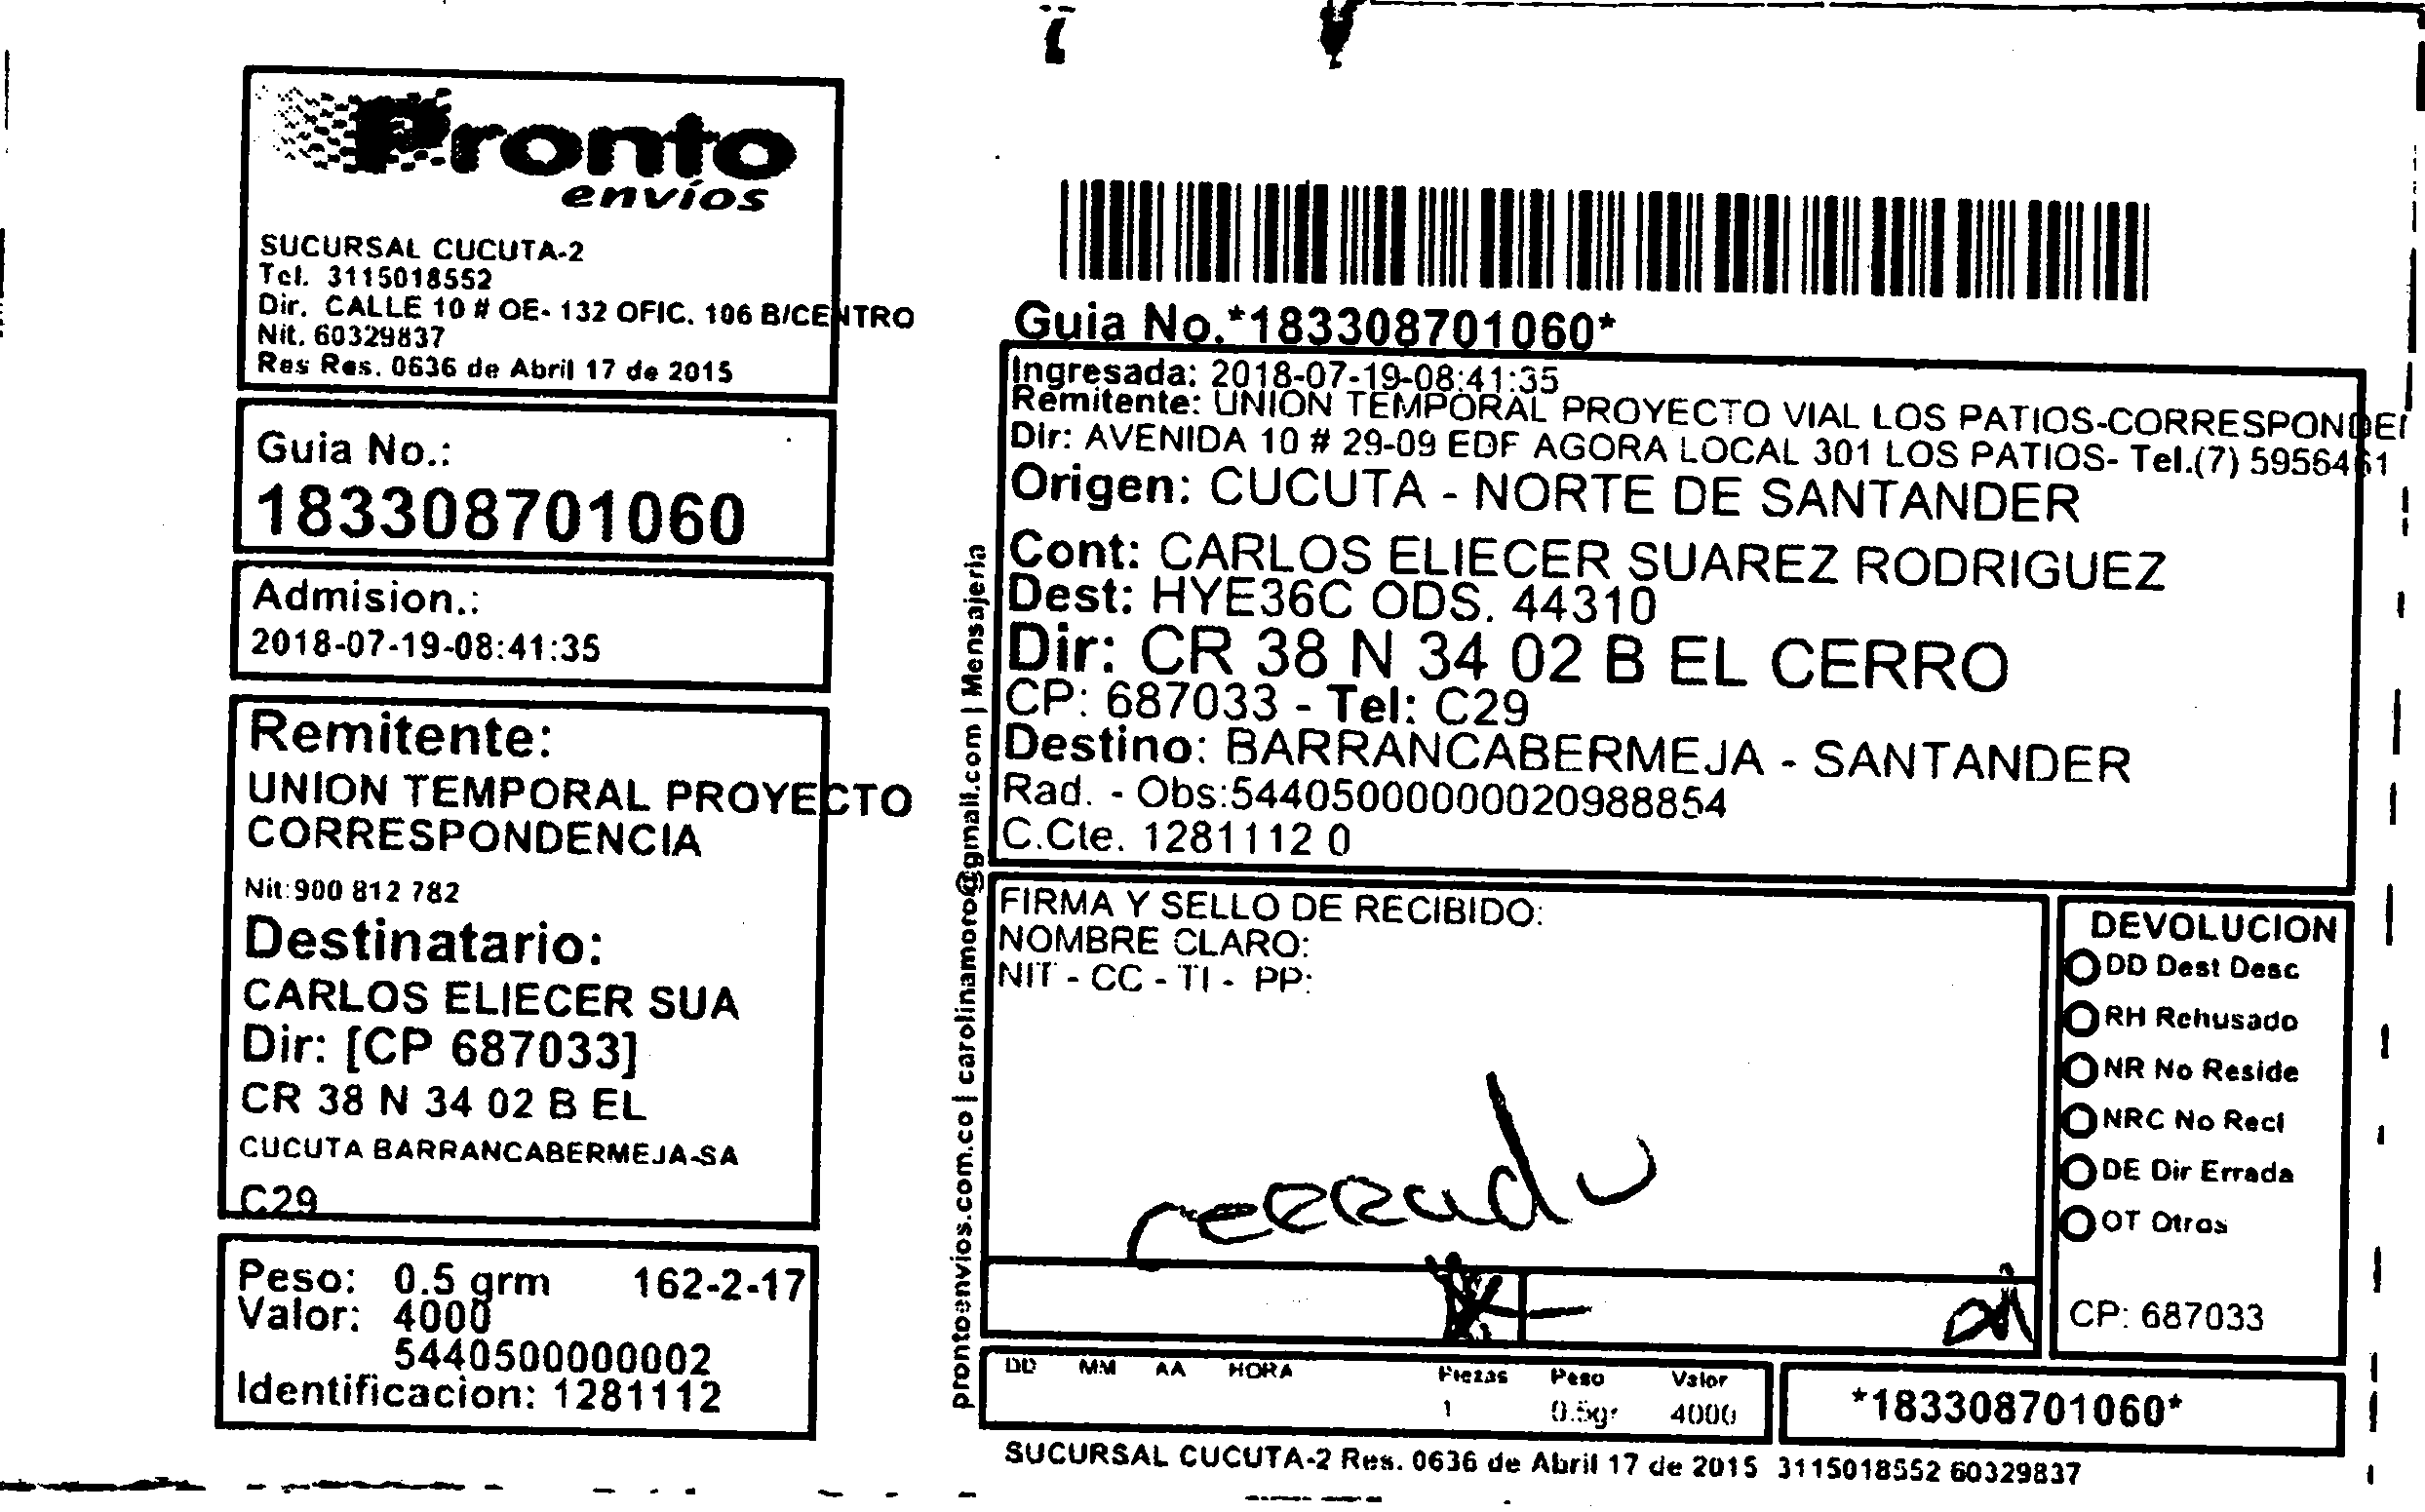 Pronto
envíos
SUCURSAL CUCUTA-2
Tel. 3115018552
Dir. CALLE 10 # OE- 132 OFIC. 106 B/CENTRO
Nit. 60329837
Res Res. 0636 de Abril 17 de 2015
Guia No.:
183308701060
Admision.:
2018-07-19-08:41:35
Remitente:
UNION TEMPORAL PROYECTO
CORRESPONDENCIA
Nit:900 812 782
Destinatario:
CARLOS ELIECER SUA
Dir: [CP 687033]
CR 38 N 34 02 B EL
CUCUTA BARRANCABERMEJA-SA
C29
Peso: 0.5 grm 162-2-17
Valor: 4000
5440500000002
Identificacion: 1281112
prontoenvios.com.co | carolinamoro@gmail.com | Mensajeria
Guia No.*183308701060*
Ingresada: 2018-07-19-08:41:35
Remitente: UNION TEMPORAL PROYECTO VIAL LOS PATIOS-CORRESPONDEN
Dir: AVENIDA 10 # 29-09 EDF AGORA LOCAL 301 LOS PATIOS- Tel.(7) 5956461
Origen: CUCUTA - NORTE DE SANTANDER
Cont: CARLOS ELIECER SUAREZ RODRIGUEZ
Dest: HYE36C ODS. 44310
Dir: CR 38 N 34 02 B EL CERRO
CP: 687033 - Tel: C29
Destino: BARRANCABERMEJA - SANTANDER
Rad. - Obs:544050000000020988854
C.Cte. 1281112 0
FIRMA Y SELLO DE RECIBIDO:
NOMBRE CLARO:
NIT - CC - TI - PP:
cerrado
DEVOLUCION
DD Dest Desc
RH Rehusado
NR No Reside
NRC No Recl
DE Dir Errada
OT Otros
CP: 687033
DD MM AA HORA Piezas Peso Valor
1 0.5gr 4000
*183308701060*
SUCURSAL CUCUTA-2 Res. 0636 de Abril 17 de 2015 3115018552 60329837